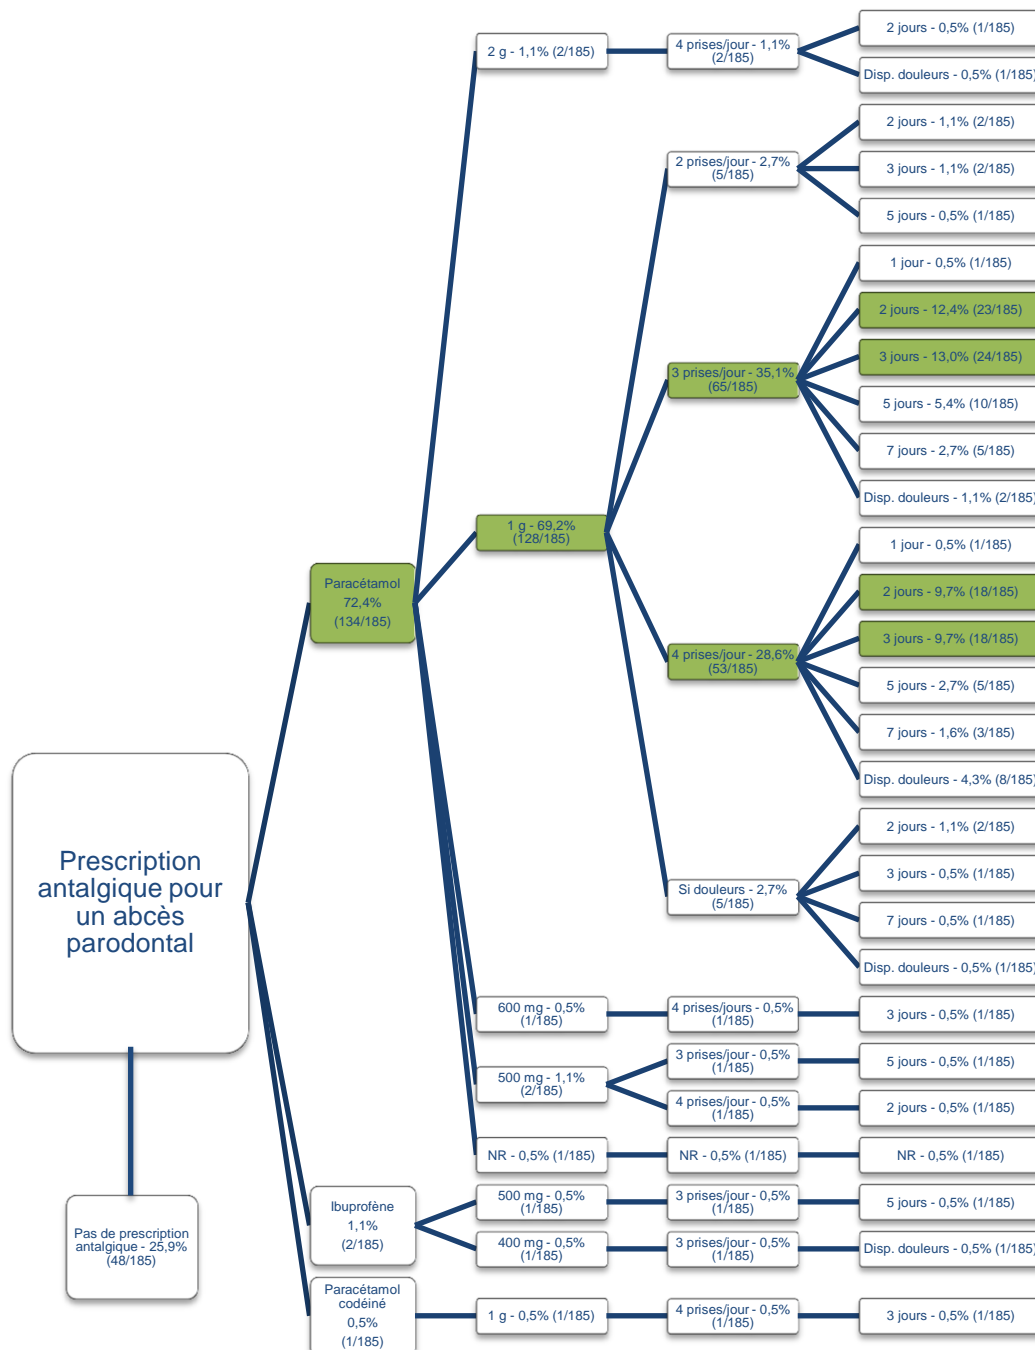 Prescription
antalgique pour
un abcès
parodontal
Pas de prescription
antalgique - 25,9%
(48/185)
Paracétamol
72,4%
(134/185)
Ibuprofène
1,1%
(2/185)
Paracétamol
codéiné
0,5%
(1/185)
2 g - 1,1% (2/185)
1 g - 69,2%
(128/185)
600 mg - 0,5%
(1/185)
500 mg - 1,1%
(2/185)
NR - 0,5% (1/185)
500 mg - 0,5%
(1/185)
400 mg - 0,5%
(1/185)
1 g - 0,5% (1/185)
4 prises/jour - 1,1%
(2/185)
2 prises/jour - 2,7%
(5/185)
3 prises/jour - 35,1%
(65/185)
4 prises/jour - 28,6%
(53/185)
Si douleurs - 2,7%
(5/185)
4 prises/jours - 0,5%
(1/185)
3 prises/jour - 0,5%
(1/185)
4 prises/jour - 0,5%
(1/185)
NR - 0,5% (1/185)
3 prises/jour - 0,5%
(1/185)
3 prises/jour - 0,5%
(1/185)
4 prises/jour - 0,5%
(1/185)
2 jours - 0,5% (1/185)
Disp. douleurs - 0,5% (1/185)
2 jours - 1,1% (2/185)
3 jours - 1,1% (2/185)
5 jours - 0,5% (1/185)
1 jour - 0,5% (1/185)
2 jours - 12,4% (23/185)
3 jours - 13,0% (24/185)
5 jours - 5,4% (10/185)
7 jours - 2,7% (5/185)
Disp. douleurs - 1,1% (2/185)
1 jour - 0,5% (1/185)
2 jours - 9,7% (18/185)
3 jours - 9,7% (18/185)
5 jours - 2,7% (5/185)
7 jours - 1,6% (3/185)
Disp. douleurs - 4,3% (8/185)
2 jours - 1,1% (2/185)
3 jours - 0,5% (1/185)
7 jours - 0,5% (1/185)
Disp. douleurs - 0,5% (1/185)
3 jours - 0,5% (1/185)
5 jours - 0,5% (1/185)
2 jours - 0,5% (1/185)
NR - 0,5% (1/185)
5 jours - 0,5% (1/185)
Disp. douleurs - 0,5% (1/185)
3 jours - 0,5% (1/185)